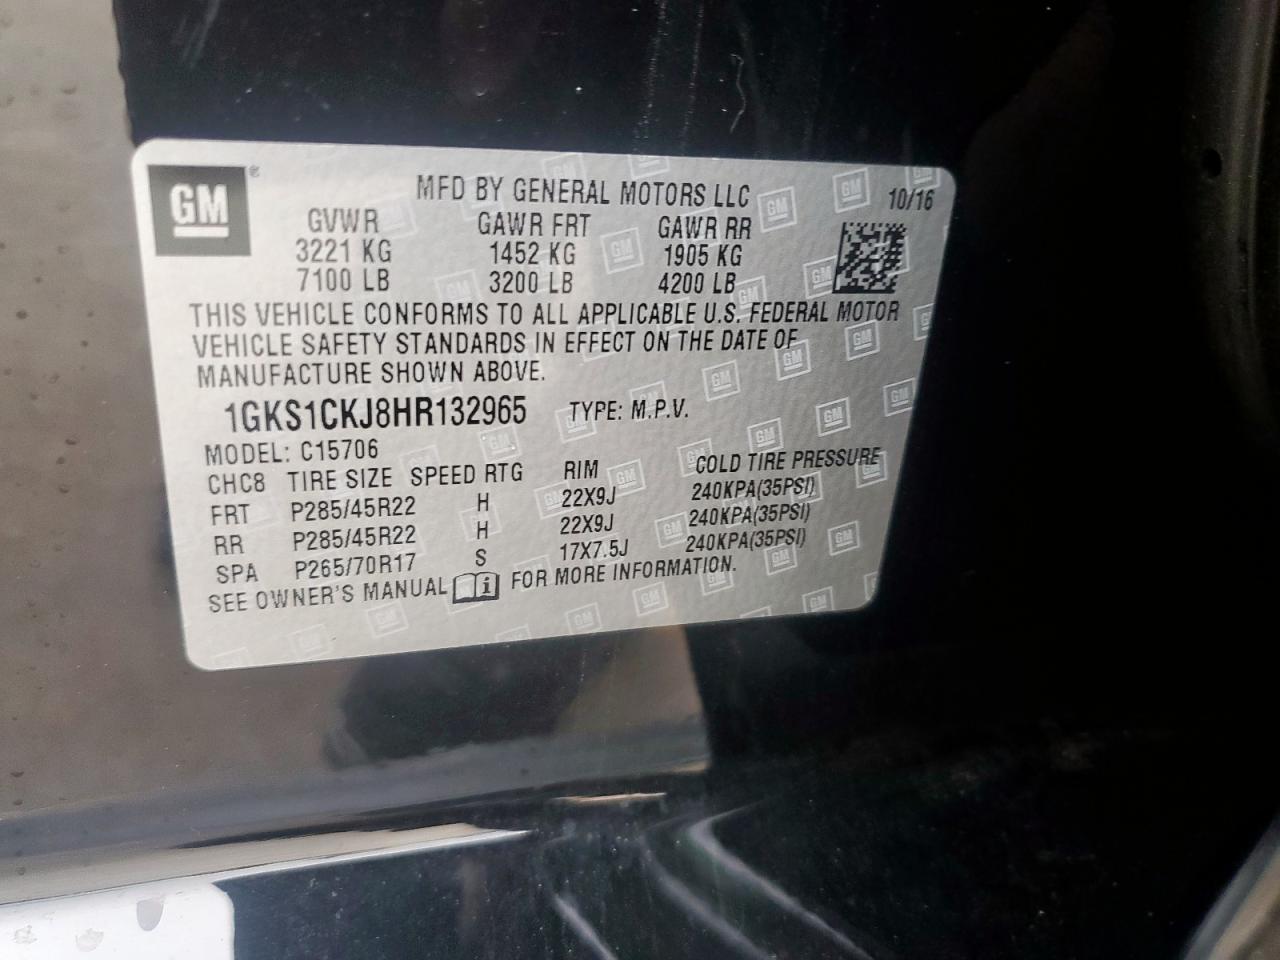 GM ®
MFD BY GENERAL MOTORS LLC 10/16
GVWR GAWR FRT GAWR RR
3221 KG 1452 KG 1905 KG
7100 LB 3200 LB 4200 LB
THIS VEHICLE CONFORMS TO ALL APPLICABLE U.S. FEDERAL MOTOR
VEHICLE SAFETY STANDARDS IN EFFECT ON THE DATE OF
MANUFACTURE SHOWN ABOVE.
1GKS1CKJ8HR132965 TYPE: M.P.V.
MODEL: C15706
CHC8 TIRE SIZE SPEED RTG RIM COLD TIRE PRESSURE
FRT P285/45R22 H 22X9J 240KPA(35PSI)
RR P285/45R22 H 22X9J 240KPA(35PSI)
SPA P265/70R17 S 17X7.5J 240KPA(35PSI)
SEE OWNER'S MANUAL i FOR MORE INFORMATION.